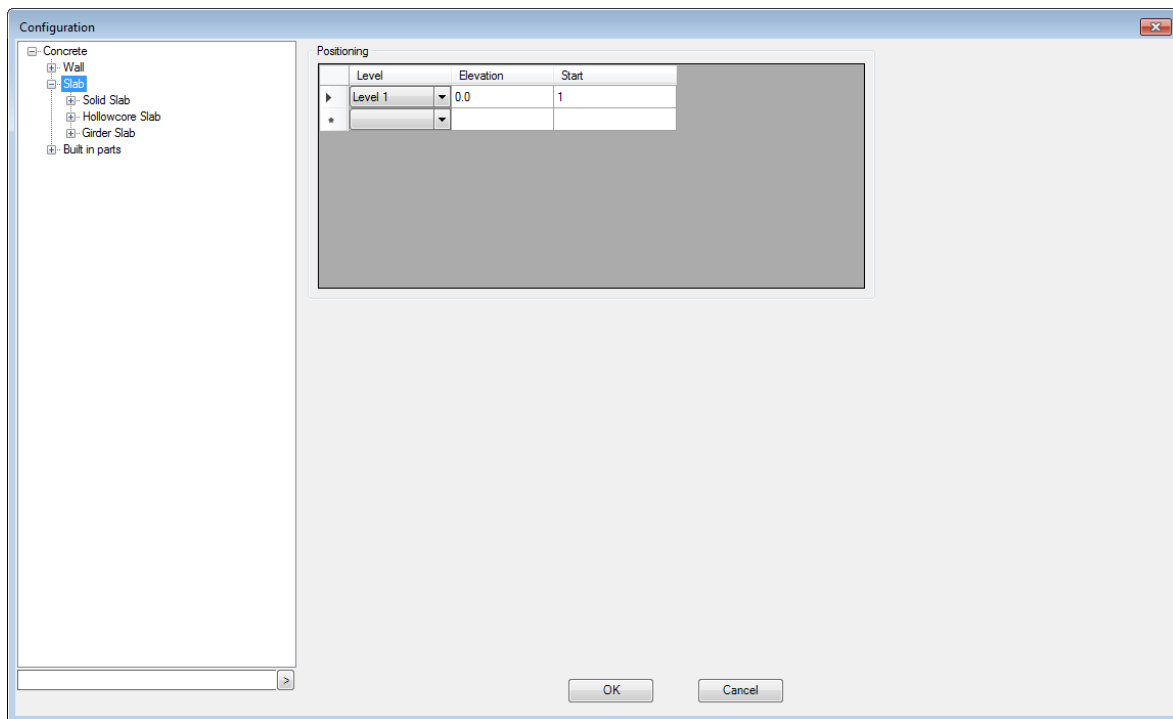 Configuration
Concrete
Wall
Slab
Solid Slab
Hollowcore Slab
Girder Slab
Built in parts
Positioning
Level Elevation Start
Level 1 0.0 1
*
>
OK Cancel